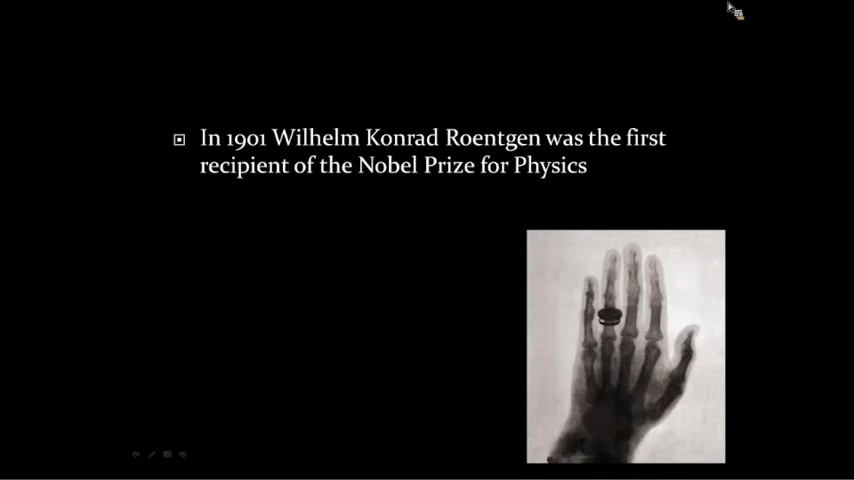 In 1901 Wilhelm Konrad Roentgen was the first
recipient of the Nobel Prize for Physics